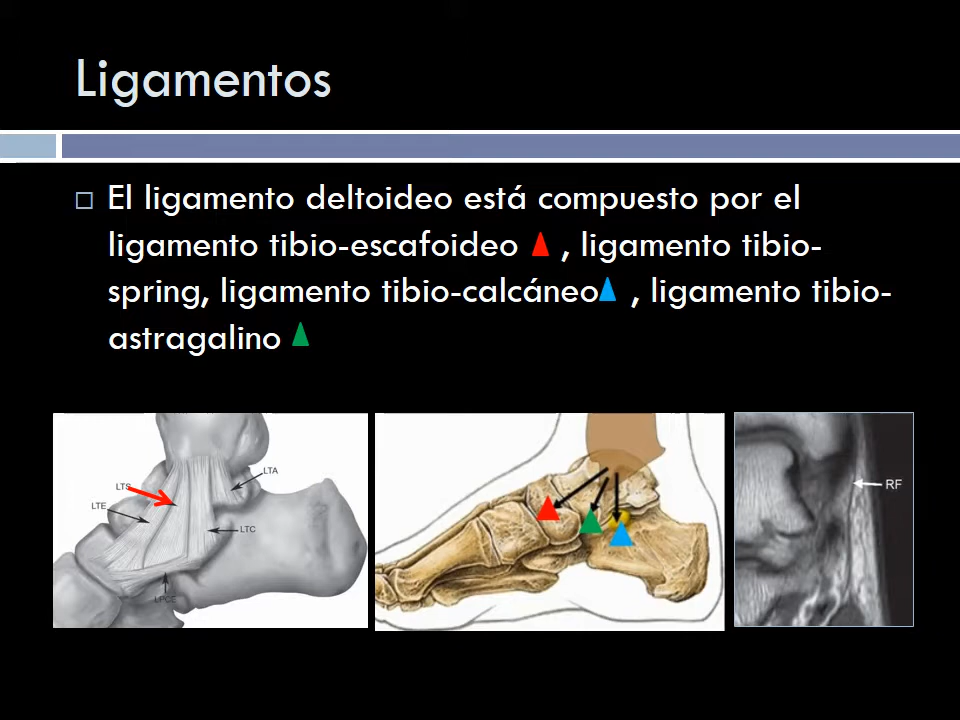 Ligamentos
El ligamento deltoideo está compuesto por el
ligamento tibio-escafoideo , ligamento tibio-
spring, ligamento tibio-calcáneo , ligamento tibio-
astragalino
LTA
LTS
LTE
LTC
LPCE
RF